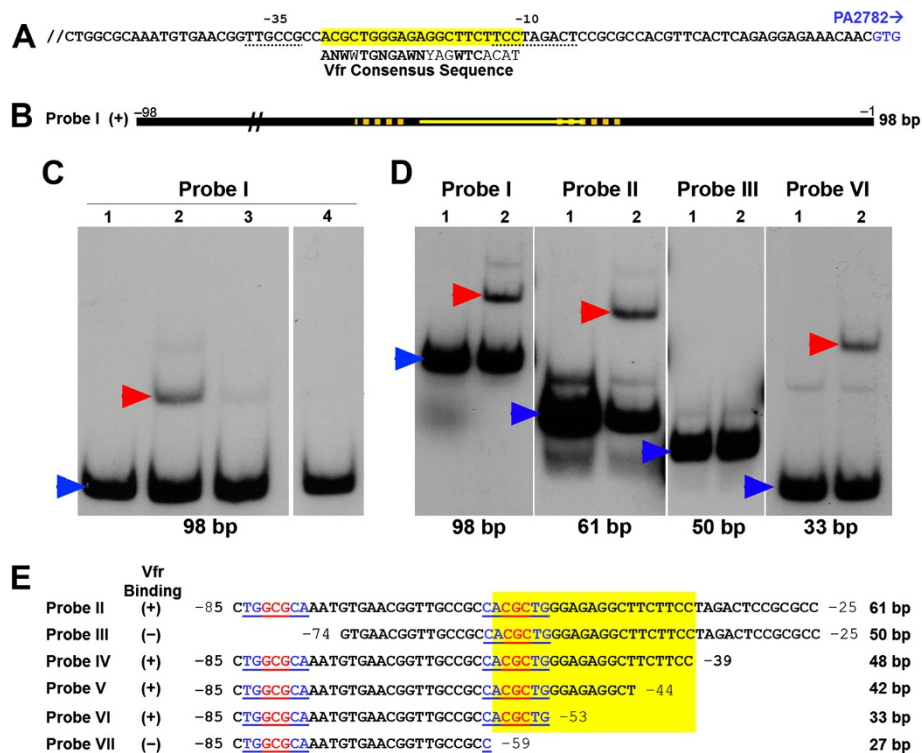 −35 −10 PA2782→
A //CTGGCGCAAATGTGAACGGTTGCCGCCACGCTGGGAGAGGCTTCTTCCTAGACTCCGCGCCACGTTCACTCAGAGGAGAAACAACGTG
ANWWTGNGAWNYAGWTCACAT
Vfr Consensus Sequence
B Probe I (+) −98 // −1 98 bp
C Probe I
1 2 3 4
98 bp
D Probe I Probe II Probe III Probe VI
1 2 1 2 1 2 1 2
98 bp 61 bp 50 bp 33 bp
E Vfr Binding
Probe II (+) −85 CTGGCGCAAATGTGAACGGTTGCCGCCACGCTGGGAGAGGCTTCTTCCTAGACTCCGCGCC −25 61 bp
Probe III (−) −74 GTGAACGGTTGCCGCCACGCTGGGAGAGGCTTCTTCCTAGACTCCGCGCC −25 50 bp
Probe IV (+) −85 CTGGCGCAAATGTGAACGGTTGCCGCCACGCTGGGAGAGGCTTCTTCC −39 48 bp
Probe V (+) −85 CTGGCGCAAATGTGAACGGTTGCCGCCACGCTGGGAGAGGCT −44 42 bp
Probe VI (+) −85 CTGGCGCAAATGTGAACGGTTGCCGCCACGCTG −53 33 bp
Probe VII (−) −85 CTGGCGCAAATGTGAACGGTTGCCGCC −59 27 bp